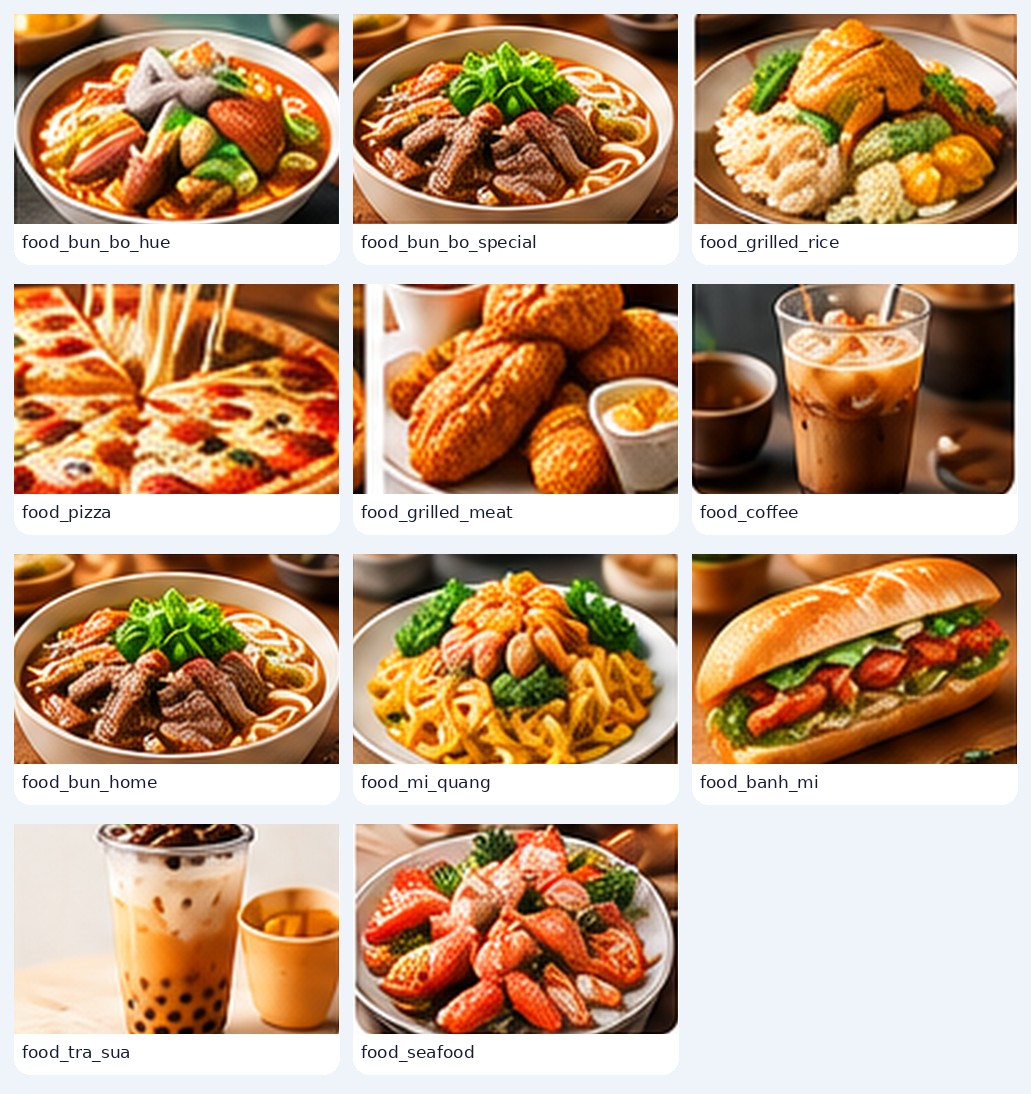 food_bun_bo_hue
food_bun_bo_special
food_grilled_rice
food_pizza
food_grilled_meat
food_coffee
food_bun_home
food_mi_quang
food_banh_mi
food_tra_sua
food_seafood